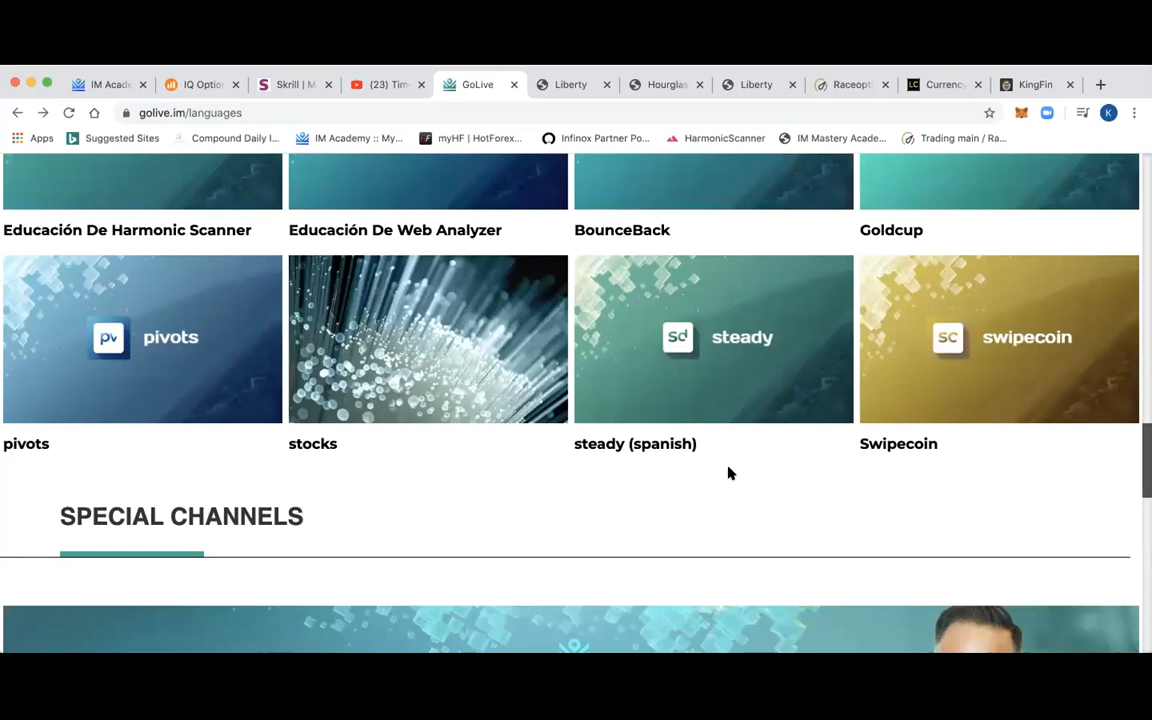 IM Acade
IQ Optio
Skrill | M
(23) Tim
GoLive
Liberty
Hourglas
Liberty
Raceopti
Currency
KingFin
golive.im/languages
K
Apps
Suggested Sites
Compound Daily I...
IM Academy :: My...
myHF | HotForex...
Infinox Partner Po...
HarmonicScanner
IM Mastery Acade...
Trading main / Ra...
Educación De Harmonic Scanner
Educación De Web Analyzer
BounceBack
Goldcup
pv pivots
sd steady
sc swipecoin
pivots
stocks
steady (spanish)
Swipecoin
SPECIAL CHANNELS